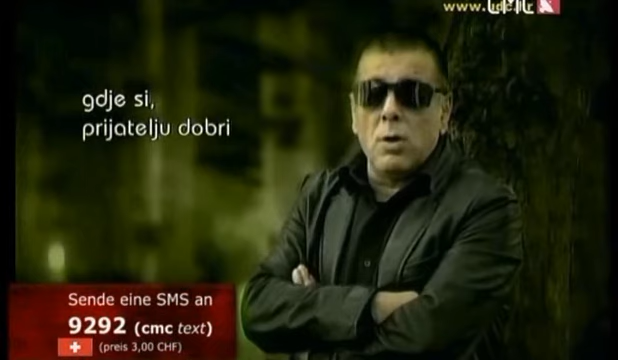 gdje si,
prijatelju dobri
Sende eine SMS an
9292 (cmc text)
(preis 3,00 CHF)